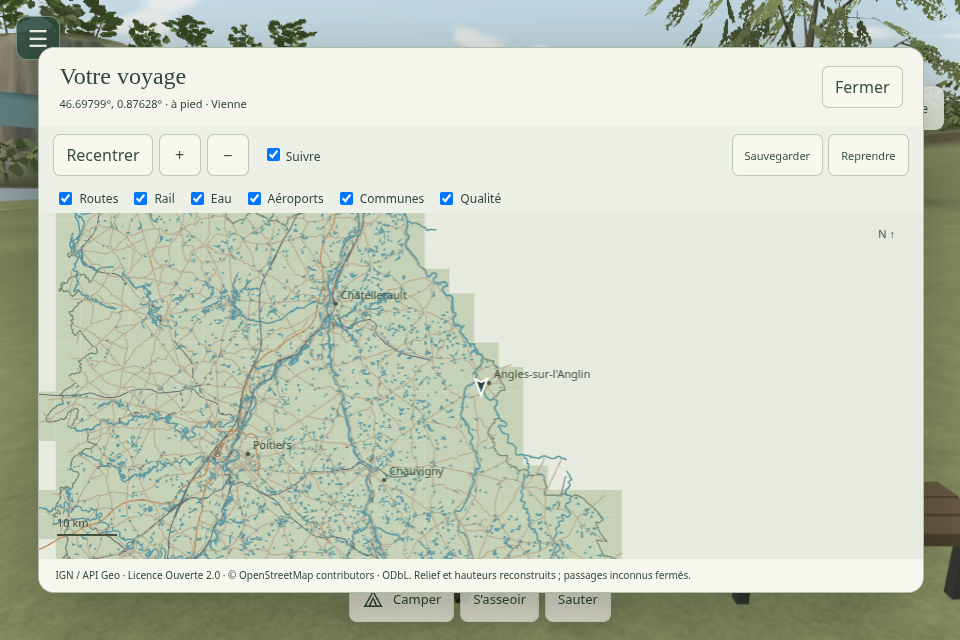 ☰
Votre voyage
46.69799°, 0.87628° · à pied · Vienne
Fermer
Recentrer
+
−
Suivre
Sauvegarder
Reprendre
Routes
Rail
Eau
Aéroports
Communes
Qualité
N ↑
Châtellerault
Angles-sur-l'Anglin
Poitiers
Chauvigny
10 km
IGN / API Geo · Licence Ouverte 2.0 · © OpenStreetMap contributors · ODbL. Relief et hauteurs reconstruits ; passages inconnus fermés.
Camper
S'asseoir
Sauter